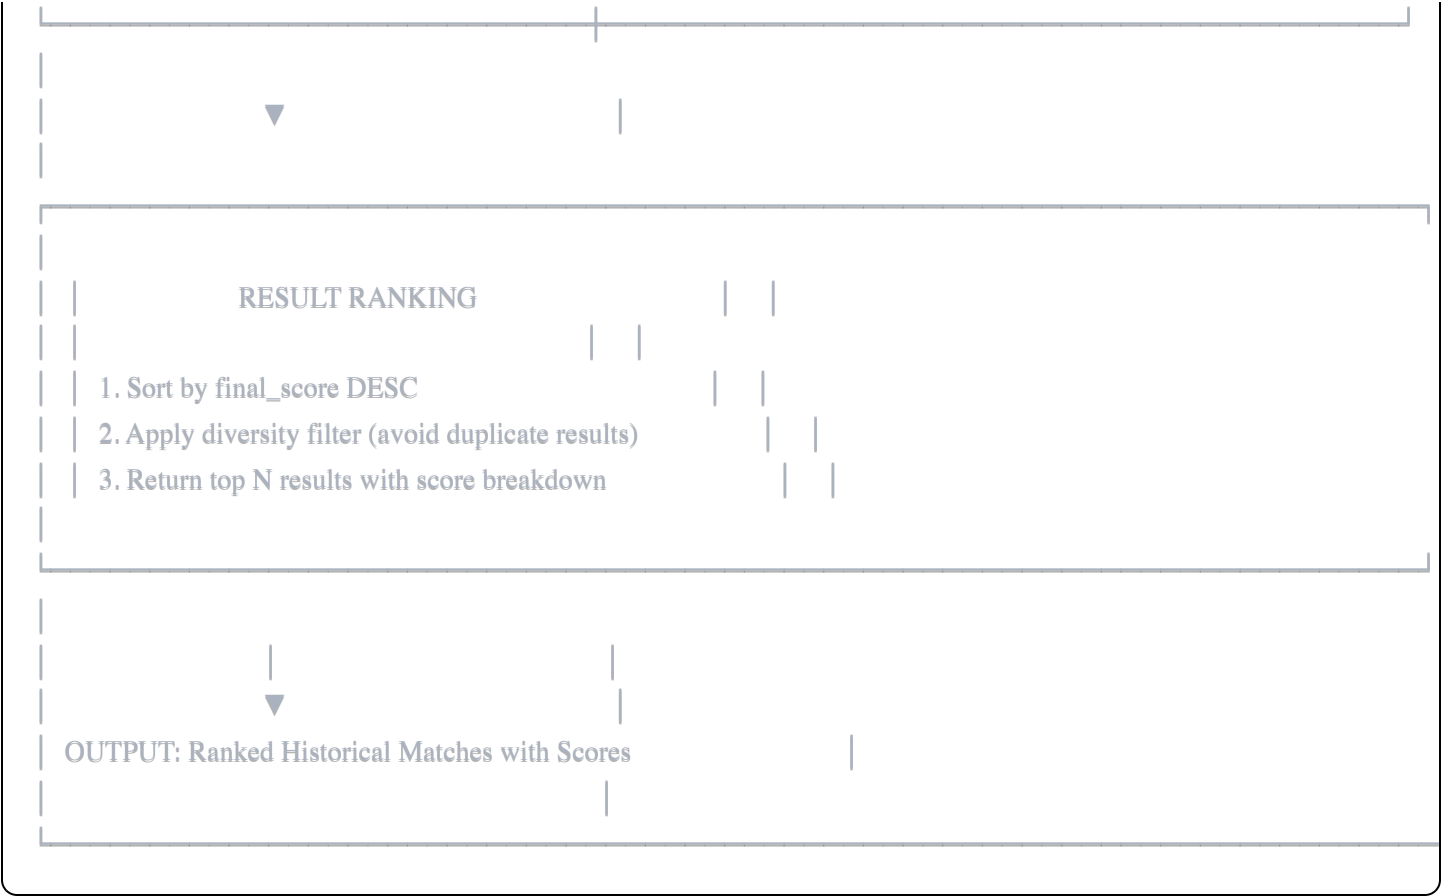 RESULT RANKING
1. Sort by final_score DESC
2. Apply diversity filter (avoid duplicate results)
3. Return top N results with score breakdown
OUTPUT: Ranked Historical Matches with Scores